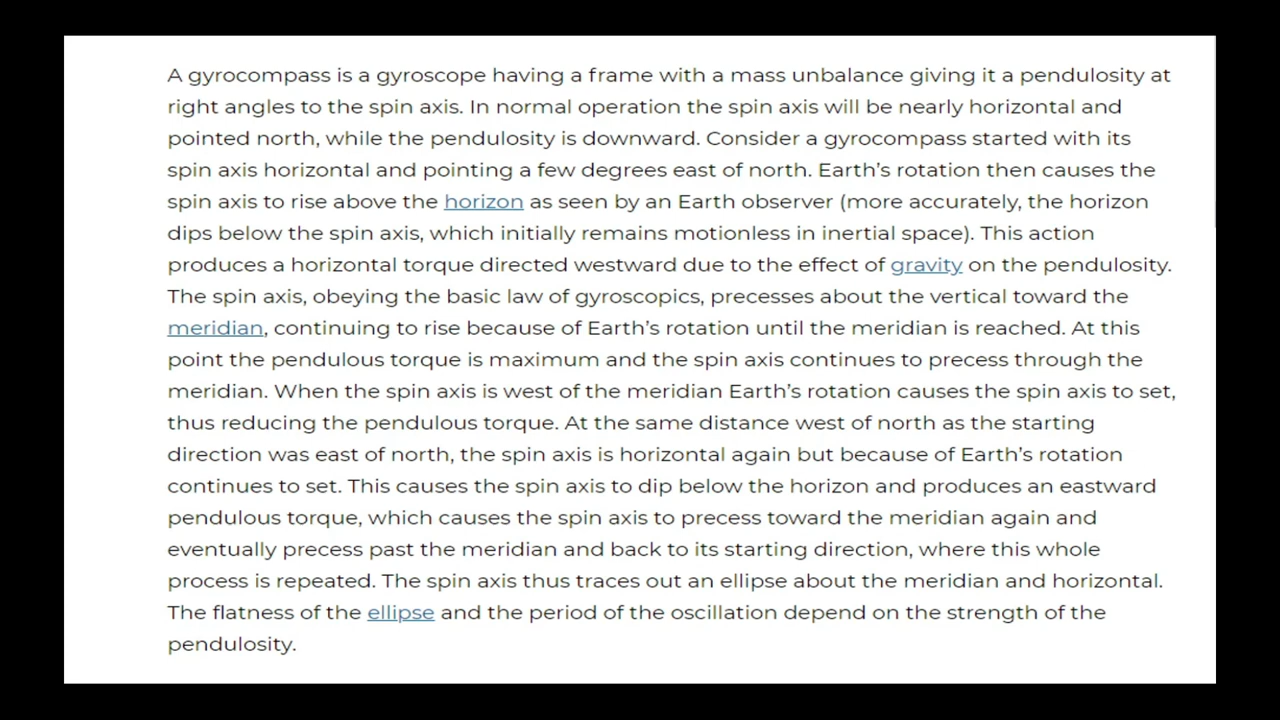 A gyrocompass is a gyroscope having a frame with a mass unbalance giving it a pendulosity at
right angles to the spin axis. In normal operation the spin axis will be nearly horizontal and
pointed north, while the pendulosity is downward. Consider a gyrocompass started with its
spin axis horizontal and pointing a few degrees east of north. Earth’s rotation then causes the
spin axis to rise above the horizon as seen by an Earth observer (more accurately, the horizon
dips below the spin axis, which initially remains motionless in inertial space). This action
produces a horizontal torque directed westward due to the effect of gravity on the pendulosity.
The spin axis, obeying the basic law of gyroscopics, precesses about the vertical toward the
meridian, continuing to rise because of Earth’s rotation until the meridian is reached. At this
point the pendulous torque is maximum and the spin axis continues to precess through the
meridian. When the spin axis is west of the meridian Earth’s rotation causes the spin axis to set,
thus reducing the pendulous torque. At the same distance west of north as the starting
direction was east of north, the spin axis is horizontal again but because of Earth’s rotation
continues to set. This causes the spin axis to dip below the horizon and produces an eastward
pendulous torque, which causes the spin axis to precess toward the meridian again and
eventually precess past the meridian and back to its starting direction, where this whole
process is repeated. The spin axis thus traces out an ellipse about the meridian and horizontal.
The flatness of the ellipse and the period of the oscillation depend on the strength of the
pendulosity.